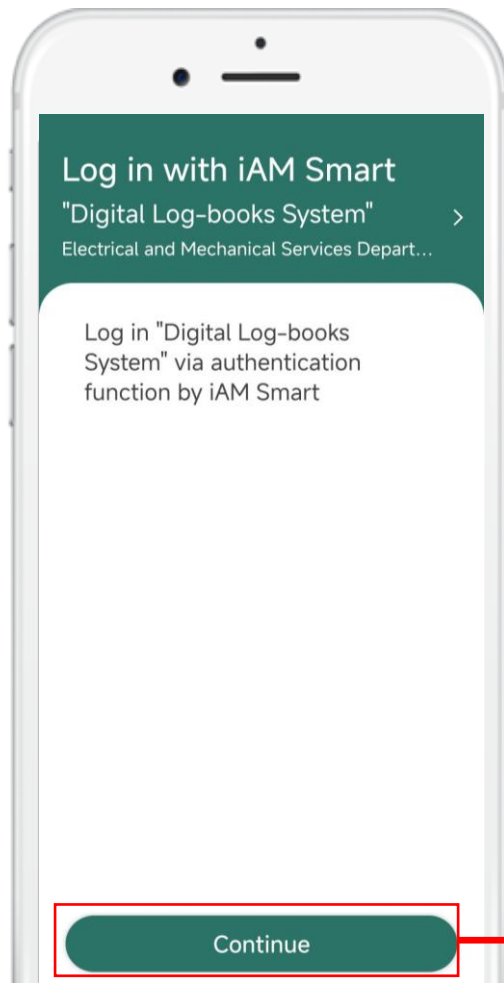 Log in with iAM Smart
"Digital Log-books System"
Electrical and Mechanical Services Depart...
Log in "Digital Log-books
System" via authentication
function by iAM Smart
Continue